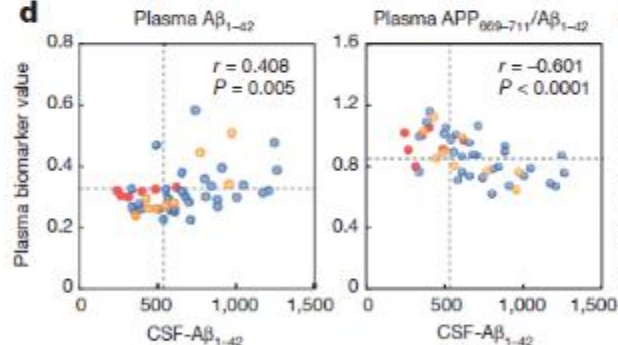 d
Plasma Aβ1–42
Plasma APP669–711/Aβ1–42
Plasma biomarker value
0.8
0.6
0.4
0.2
0
r = 0.408
P = 0.005
0 500 1,000 1,500
CSF-Aβ1–42
1.6
1.2
0.8
0.4
0
r = –0.601
P < 0.0001
0 500 1,000 1,500
CSF-Aβ1–42